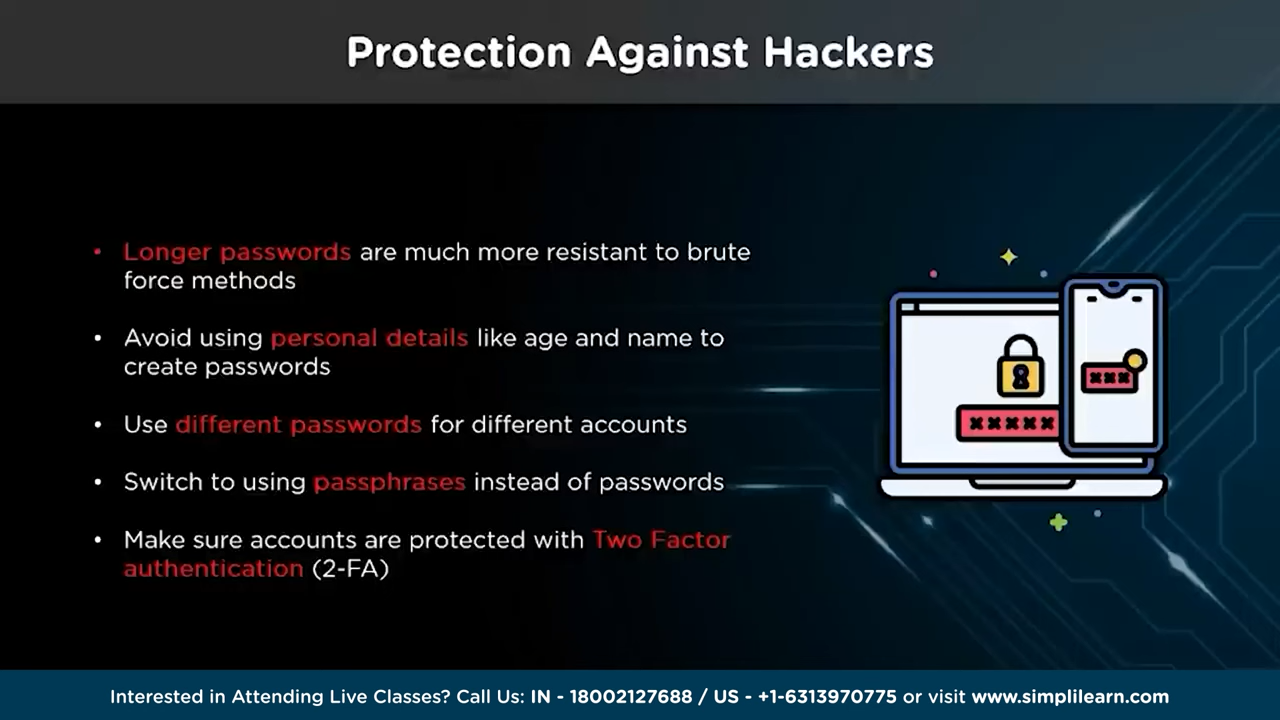 Protection Against Hackers
• Longer passwords are much more resistant to brute
force methods
• Avoid using personal details like age and name to
create passwords
• Use different passwords for different accounts
• Switch to using passphrases instead of passwords
• Make sure accounts are protected with Two Factor
authentication (2-FA)
Interested in Attending Live Classes? Call Us: IN - 18002127688 / US - +1-6313970775 or visit www.simplilearn.com